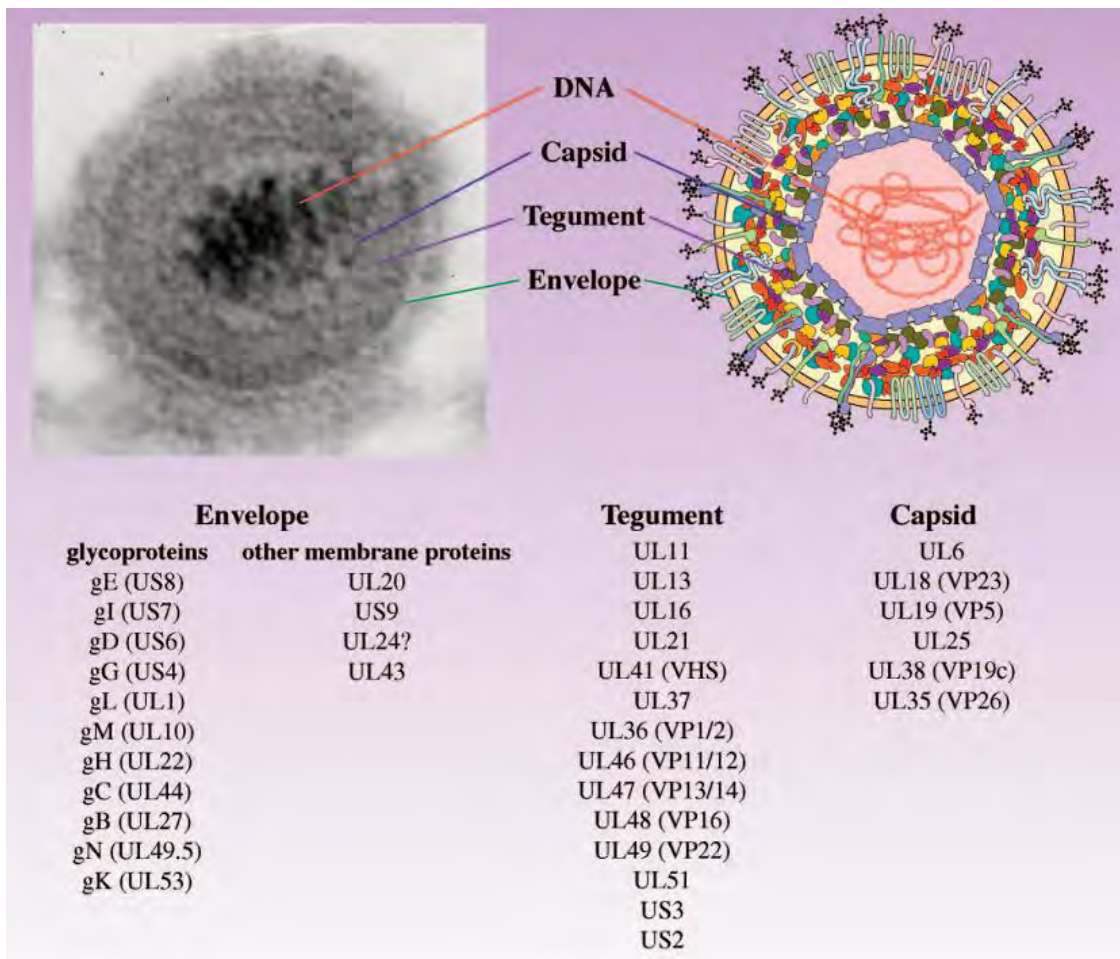 DNA
Capsid
Tegument
Envelope
Envelope Tegument Capsid
glycoproteins other membrane proteins UL11 UL6
gE (US8) UL20 UL13 UL18 (VP23)
gI (US7) US9 UL16 UL19 (VP5)
gD (US6) UL24? UL21 UL25
gG (US4) UL43 UL41 (VHS) UL38 (VP19c)
gL (UL1) UL37 UL35 (VP26)
gM (UL10) UL36 (VP1/2)
gH (UL22) UL46 (VP11/12)
gC (UL44) UL47 (VP13/14)
gB (UL27) UL48 (VP16)
gN (UL49.5) UL49 (VP22)
gK (UL53) UL51
US3
US2